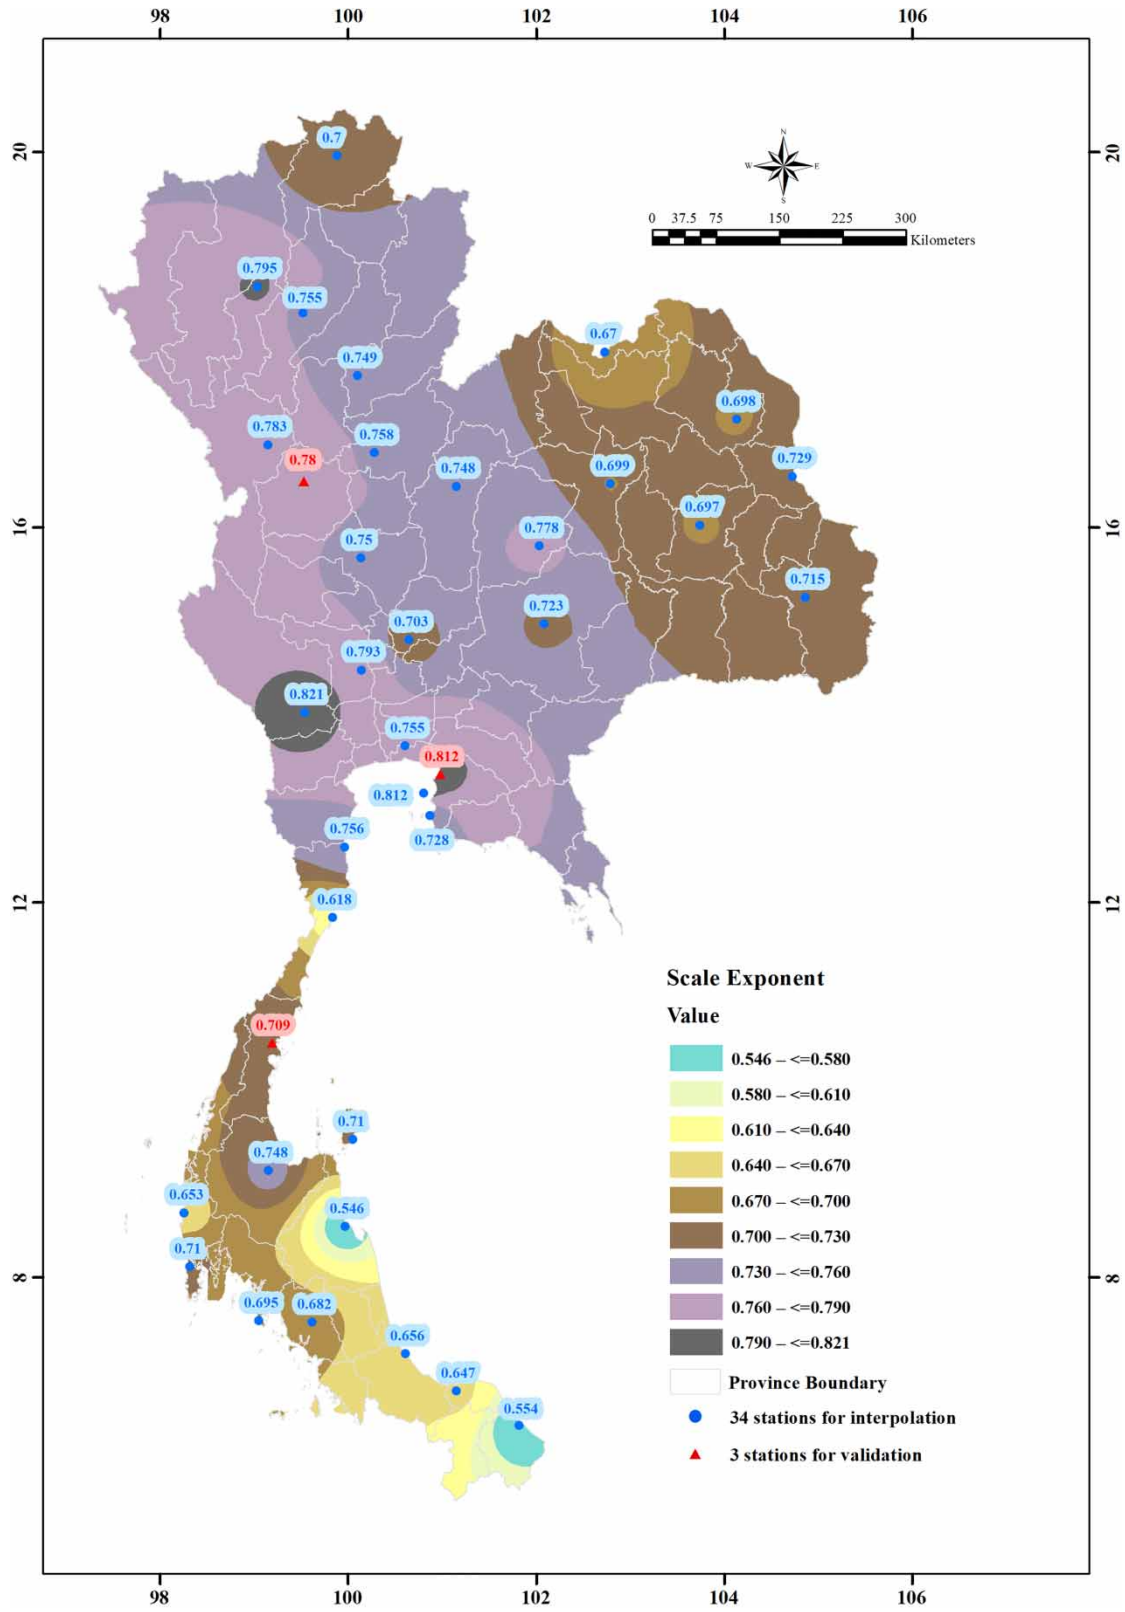 98 100 102 104 106
20 20
N
W E
S
0 37.5 75 150 225 300
Kilometers
0.7
0.795
0.755
0.67
0.749
0.698
0.783
0.758
0.78
0.748
0.729
0.699
0.697
16 16
0.778
0.75
0.715
0.723
0.703
0.793
0.821
0.755
0.812
0.812
0.756
0.728
12 12
0.618
Scale Exponent
Value
0.709
0.546 – <=0.580
0.580 – <=0.610
0.71
0.610 – <=0.640
0.748
0.640 – <=0.670
0.653
0.670 – <=0.700
0.546
0.700 – <=0.730
0.71
8 8
0.730 – <=0.760
0.695
0.682
0.760 – <=0.790
0.656
0.790 – <=0.821
0.647
Province Boundary
0.554
34 stations for interpolation
3 stations for validation
98 100 102 104 106